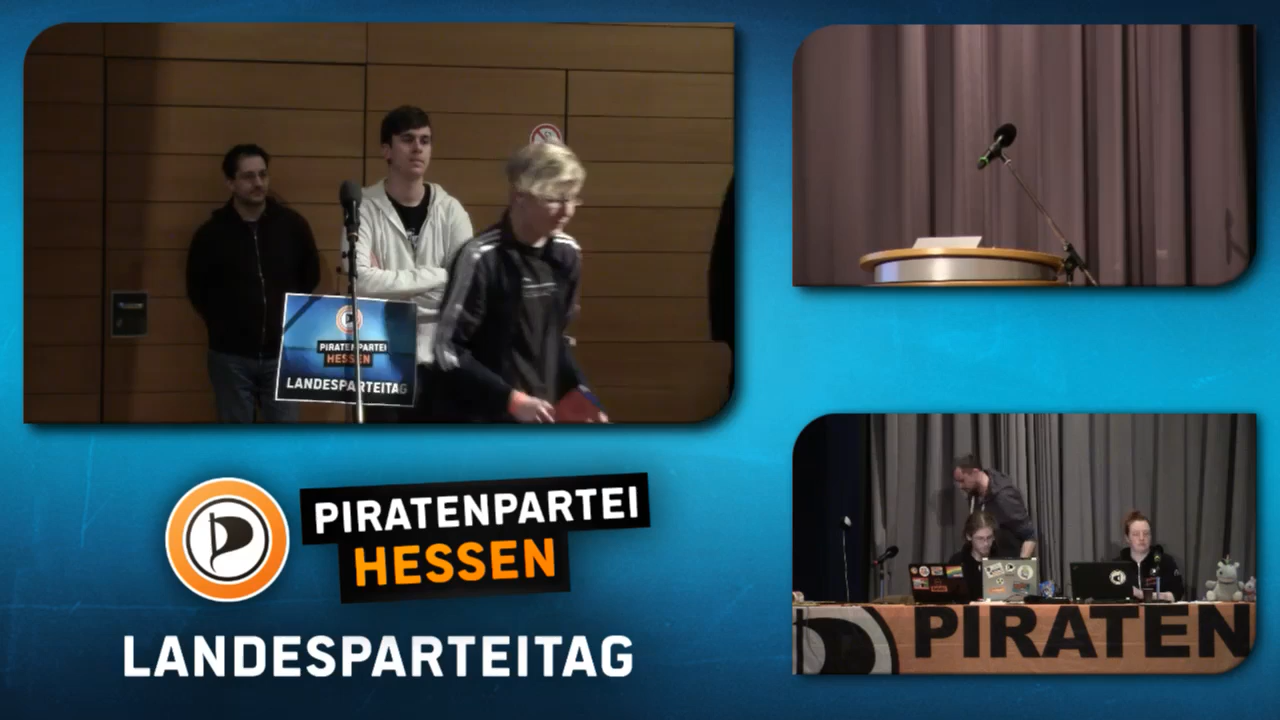 PIRATENPARTEI
HESSEN
LANDESPARTEITAG
PIRATENPARTEI
HESSEN
LANDESPARTEITAG
PIRATEN